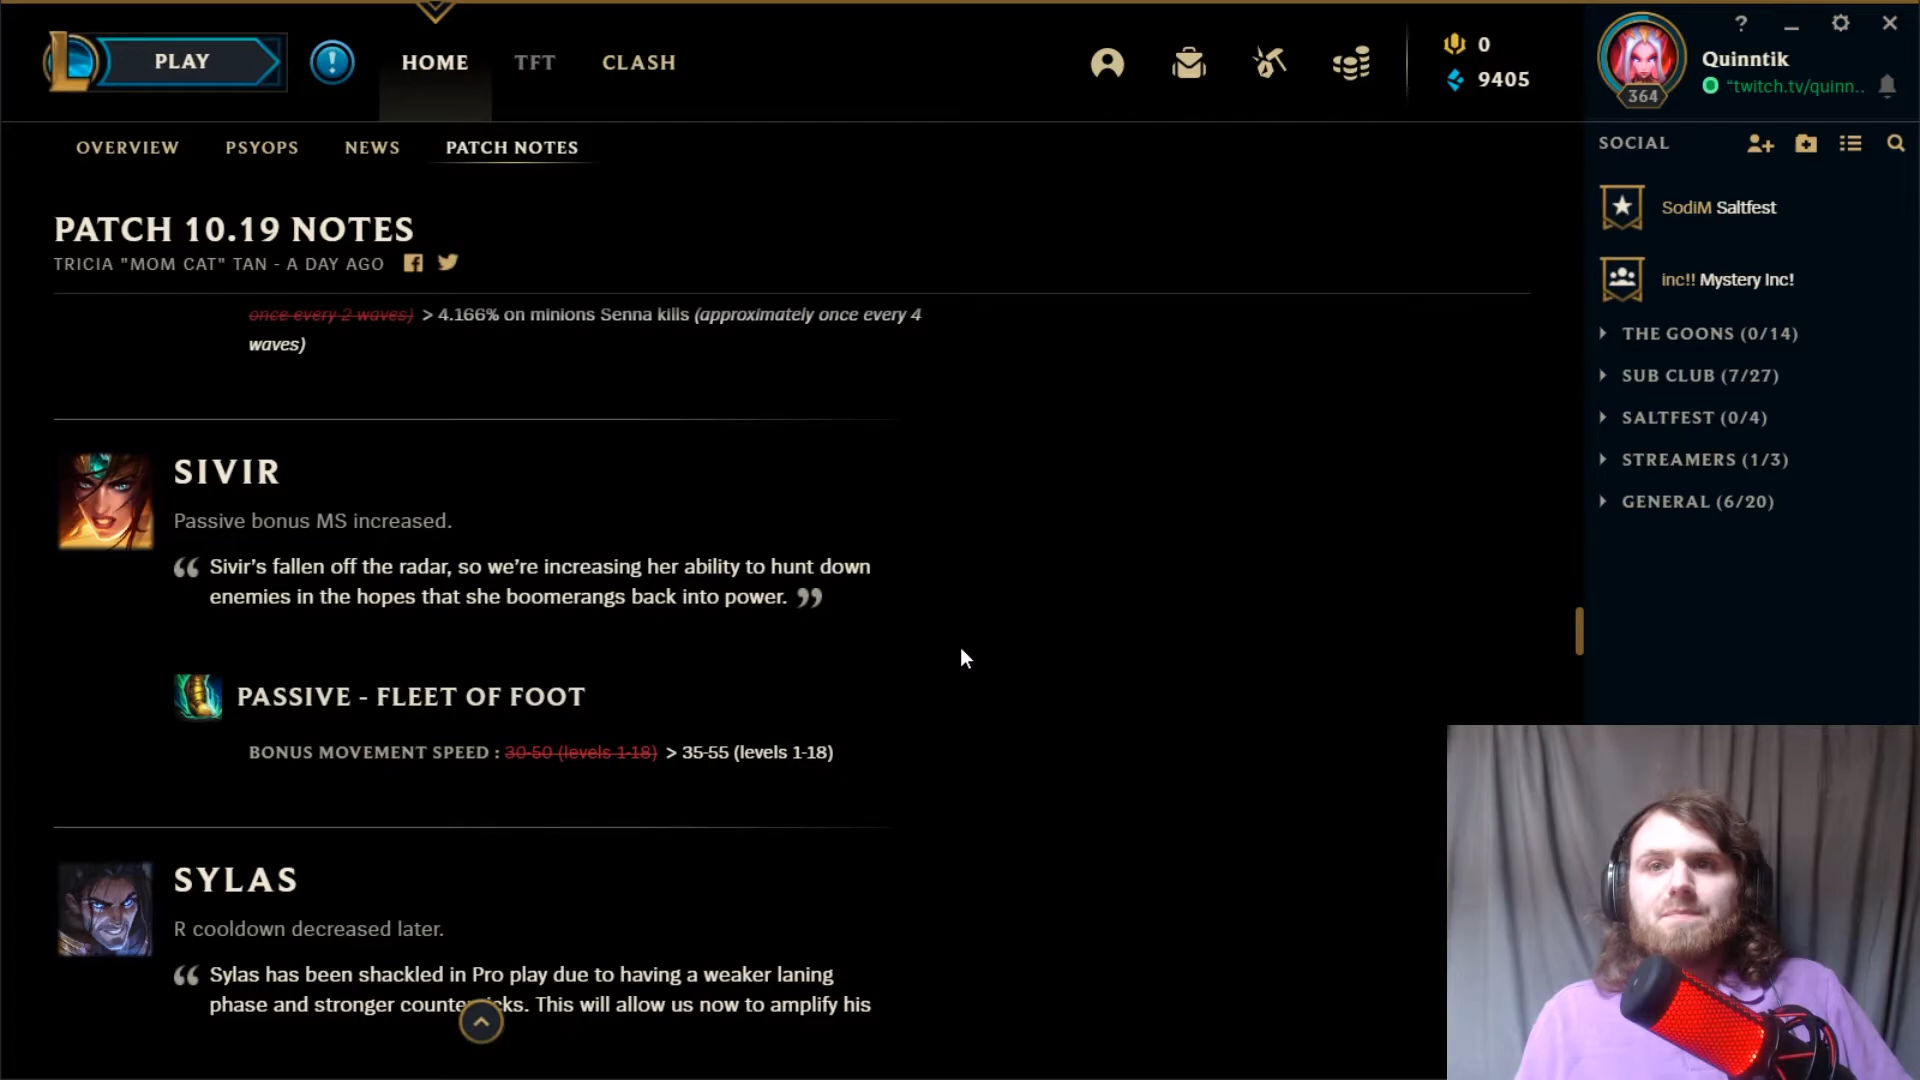 PLAY
HOME
TFT
CLASH
0
9405
?
Quinntik
364
"twitch.tv/quinn..
OVERVIEW
PSYOPS
NEWS
PATCH NOTES
SOCIAL
SodiM Saltfest
inc!! Mystery Inc!
THE GOONS (0/14)
SUB CLUB (7/27)
SALTFEST (0/4)
STREAMERS (1/3)
GENERAL (6/20)
PATCH 10.19 NOTES
TRICIA "MOM CAT" TAN - A DAY AGO
once every 2 waves) > 4.166% on minions Senna kills (approximately once every 4
waves)
SIVIR
Passive bonus MS increased.
“ Sivir’s fallen off the radar, so we’re increasing her ability to hunt down
enemies in the hopes that she boomerangs back into power. ”
PASSIVE - FLEET OF FOOT
BONUS MOVEMENT SPEED : 30-50 (levels 1-18) > 35-55 (levels 1-18)
SYLAS
R cooldown decreased later.
“ Sylas has been shackled in Pro play due to having a weaker laning
phase and stronger This will allow us now to amplify his